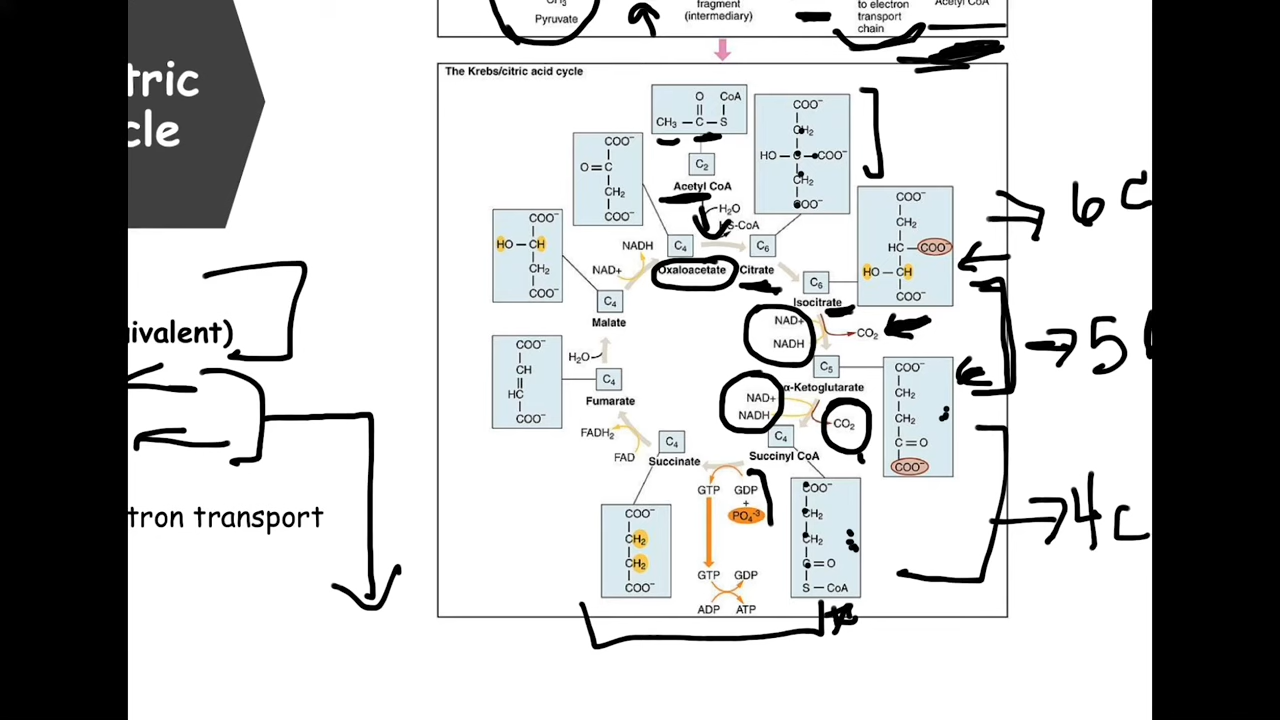 CH3
Pyruvate
fragment
(intermediary)
to electron
transport
chain
Acetyl CoA
tric
cle
ivalent)
tron transport
The Krebs/citric acid cycle
O CoA
CH3 — C — S
C2
Acetyl CoA
H2O
HS-CoA
COO⁻
O=C
CH2
COO⁻
COO⁻
CH2
HO — C — COO⁻
CH2
COO⁻
COO⁻
HO — CH
CH2
COO⁻
C4
Malate
NADH
NAD+
C4
Oxaloacetate
C6
Citrate
C6
Isocitrate
COO⁻
CH2
HC — COO⁻
HO — CH
COO⁻
6C
NAD+
NADH
CO2
C5
α-Ketoglutarate
COO⁻
CH2
CH2
C=O
COO⁻
5
NAD+
NADH
CO2
C4
Succinyl CoA
COO⁻
CH2
CH2
C=O
S — CoA
4C
H2O
COO⁻
CH
HC
COO⁻
C4
Fumarate
FADH2
FAD
C4
Succinate
COO⁻
CH2
CH2
COO⁻
GTP GDP
+
PO4⁻³
GTP GDP
ADP ATP